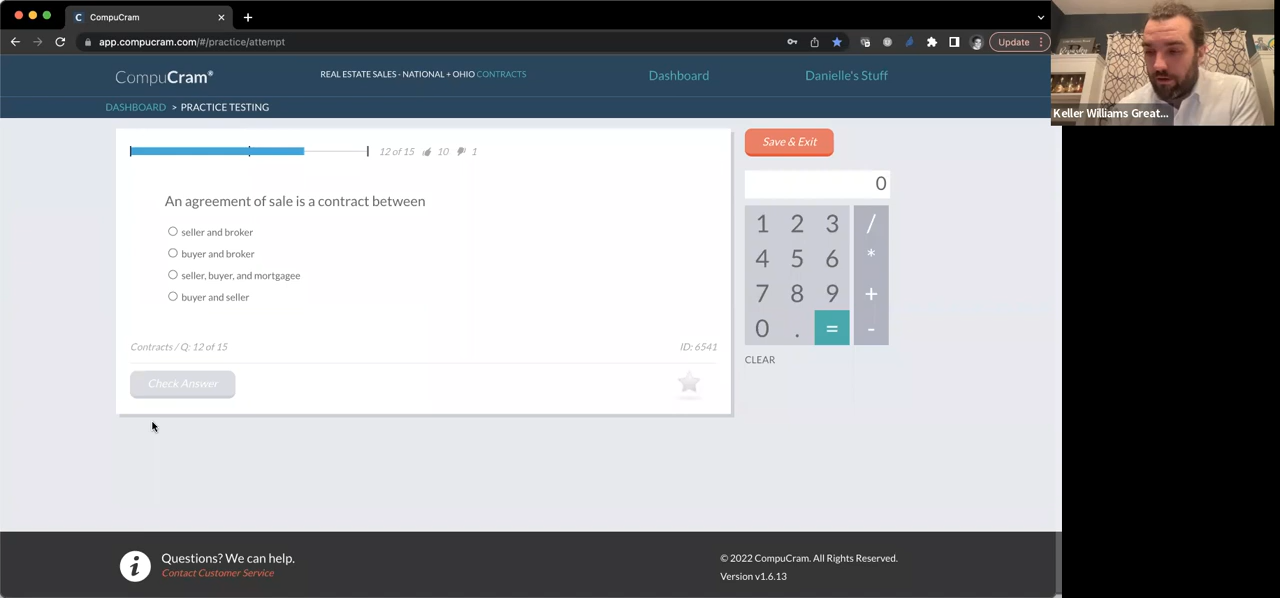 CompuCram
app.compucram.com/#/practice/attempt
Update
CompuCram®
REAL ESTATE SALES - NATIONAL + OHIO CONTRACTS
Dashboard
Danielle's Stuff
DASHBOARD > PRACTICE TESTING
Keller Williams Great...
12 of 15 10 1
Save & Exit
An agreement of sale is a contract between
seller and broker
buyer and broker
seller, buyer, and mortgagee
buyer and seller
Contracts / Q: 12 of 15
ID: 6541
Check Answer
0
1 2 3 /
4 5 6 *
7 8 9 +
0 . = -
CLEAR
Questions? We can help.
Contact Customer Service
© 2022 CompuCram. All Rights Reserved.
Version v1.6.13